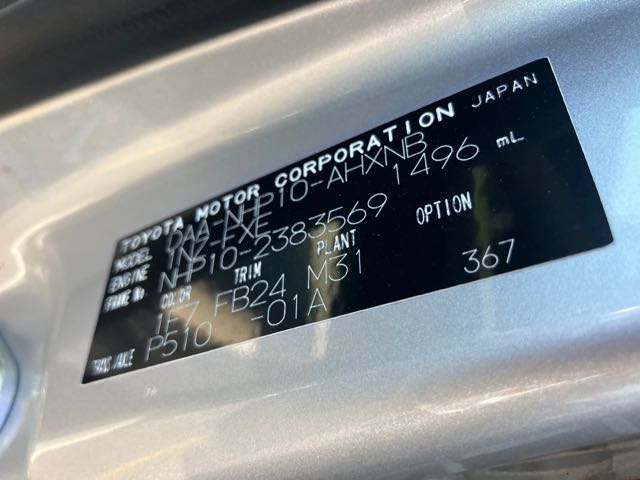 TOYOTA MOTOR CORPORATION JAPAN
MODEL DAA-NHP10-AHXNB
ENGINE 1NZ-FXE 1496 mL
FRAME No. NHP10-2383569
COLOR TRIM PLANT OPTION
1F7 FB24 M31 367
TRANS/AXLE P510 -01A